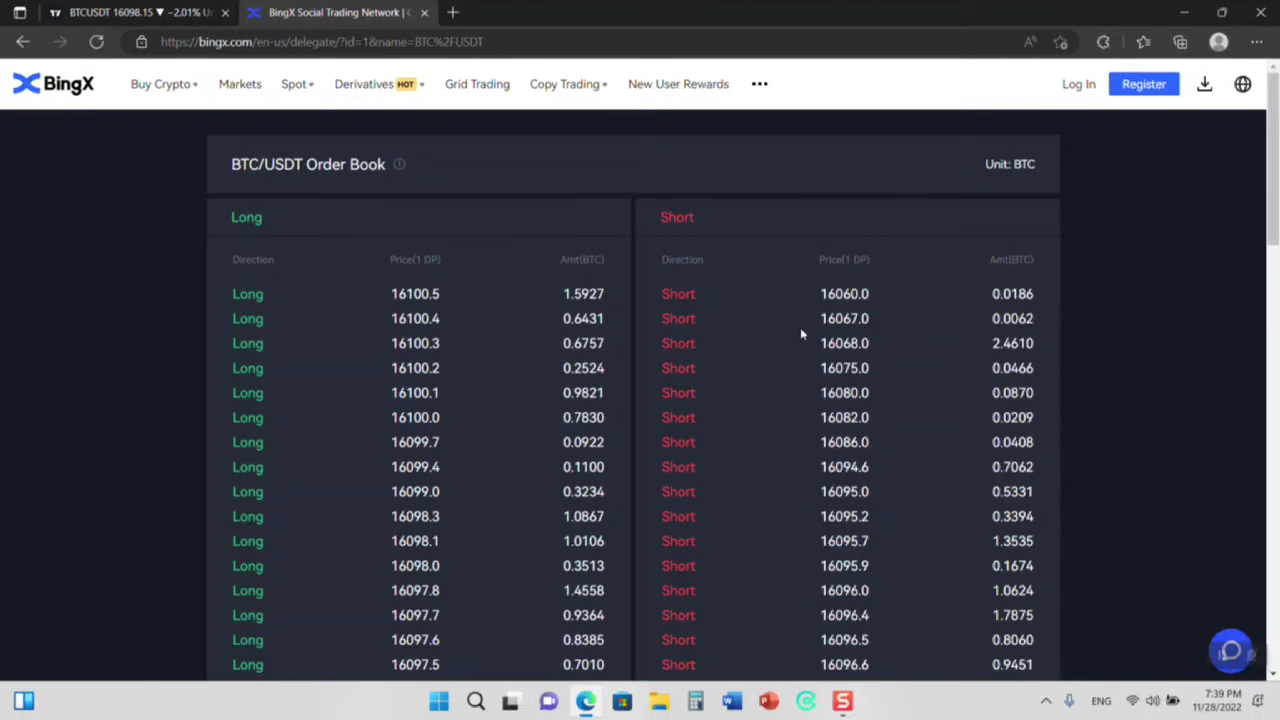 BTCUSDT 16098.15 ▼ −2.01% U
BingX Social Trading Network |
https://bingx.com/en-us/delegate/?id=1&name=BTC%2FUSDT
BingX Buy Crypto Markets Spot Derivatives HOT Grid Trading Copy Trading New User Rewards ••• Log In Register
BTC/USDT Order Book Unit: BTC
Long Short
Direction Price(1 DP) Amt(BTC) Direction Price(1 DP) Amt(BTC)
Long 16100.5 1.5927 Short 16060.0 0.0186
Long 16100.4 0.6431 Short 16067.0 0.0062
Long 16100.3 0.6757 Short 16068.0 2.4610
Long 16100.2 0.2524 Short 16075.0 0.0466
Long 16100.1 0.9821 Short 16080.0 0.0870
Long 16100.0 0.7830 Short 16082.0 0.0209
Long 16099.7 0.0922 Short 16086.0 0.0408
Long 16099.4 0.1100 Short 16094.6 0.7062
Long 16099.0 0.3234 Short 16095.0 0.5331
Long 16098.3 1.0867 Short 16095.2 0.3394
Long 16098.1 1.0106 Short 16095.7 1.3535
Long 16098.0 0.3513 Short 16095.9 0.1674
Long 16097.8 1.4558 Short 16096.0 1.0624
Long 16097.7 0.9364 Short 16096.4 1.7875
Long 16097.6 0.8385 Short 16096.5 0.8060
Long 16097.5 0.7010 Short 16096.6 0.9451
ENG 7:39 PM
11/28/2022